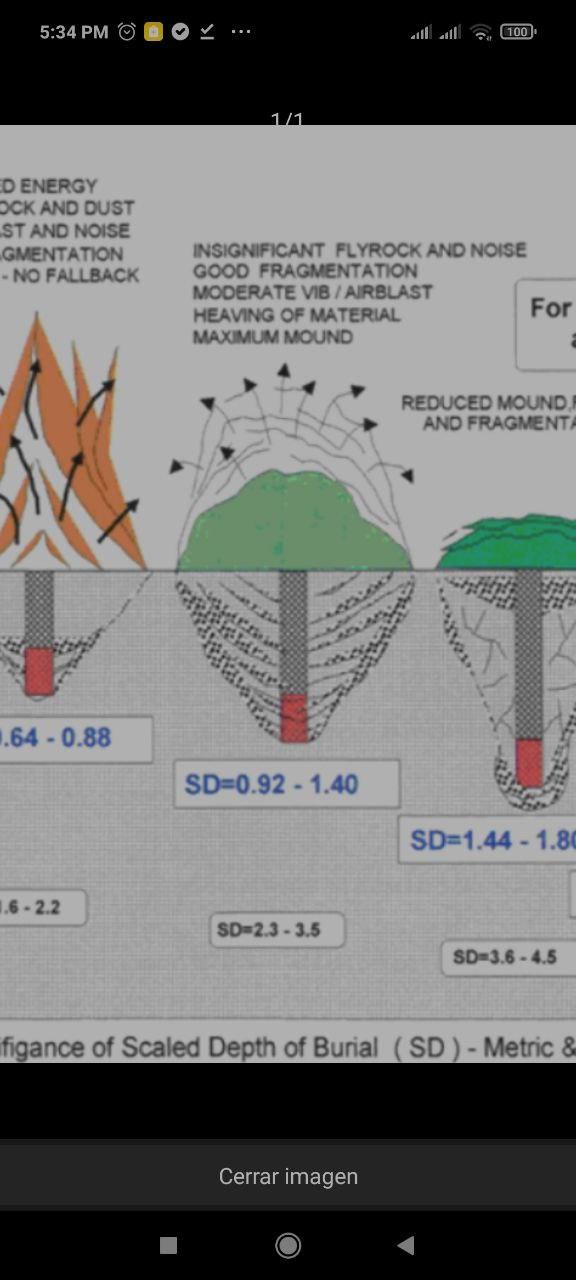 5:34 PM
100
1/1
ED ENERGY
OCK AND DUST
AST AND NOISE
AGMENTATION
- NO FALLBACK
INSIGNIFICANT FLYROCK AND NOISE
GOOD FRAGMENTATION
MODERATE VIB / AIRBLAST
HEAVING OF MATERIAL
MAXIMUM MOUND
For
a
REDUCED MOUND,F
AND FRAGMENTA
0.64 - 0.88
SD=0.92 - 1.40
SD=1.44 - 1.80
1.6 - 2.2
SD=2.3 - 3.5
SD=3.6 - 4.5
ifigance of Scaled Depth of Burial ( SD ) - Metric &
Cerrar imagen